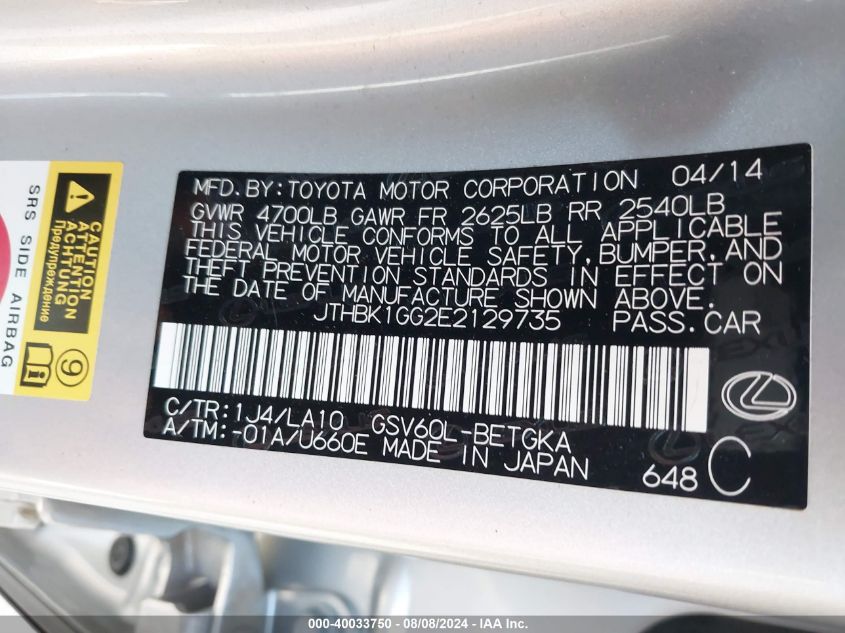 MFD. BY: TOYOTA MOTOR CORPORATION 04/14
GVWR 4700LB GAWR FR 2625LB RR 2540LB
THIS VEHICLE CONFORMS TO ALL APPLICABLE
FEDERAL MOTOR VEHICLE SAFETY, BUMPER, AND
THEFT PREVENTION STANDARDS IN EFFECT ON
THE DATE OF MANUFACTURE SHOWN ABOVE.
JTHBK1GG2E2129735 PASS. CAR
C/TR: 1J4/LA10 GSV60L-BETGKA
A/TM: -01A/U660E MADE IN JAPAN
648 C
SRS SIDE AIRBAG
CAUTION
ATTENTION
ACHTUNG
Предупреждение
9
000-40033750 - 08/08/2024 - IAA Inc.